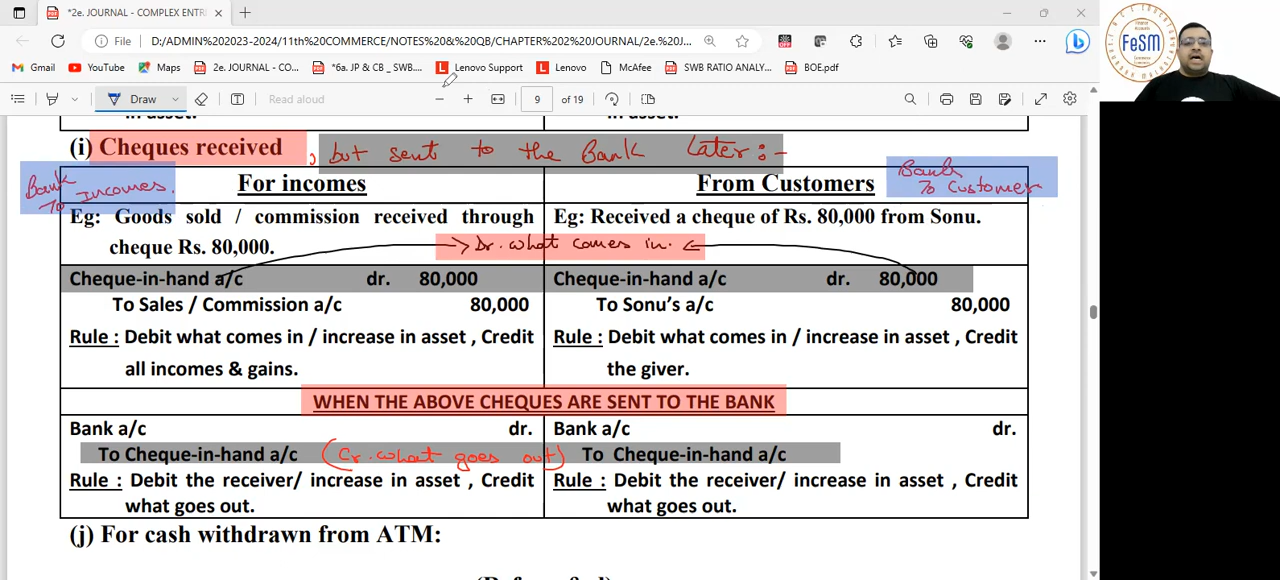 *2e. JOURNAL - COMPLEX ENTR
File D:/ADMIN%202023-2024/11th%20COMMERCE/NOTES%20%20JP/CHAPTER%202%20JOURNAL/2e.%20J...
Gmail YouTube Maps 2e. JOURNAL - CO... *6a. JP & SCB _ SWB.... Lenovo Support Lenovo McAfee SWB RATIO ANALY... BOE.pdf
Draw Read aloud 9 of 19
in asset. in asset.
(i) Cheques received , but sent to the Bank later:-
Bank
To Incomes.
For incomes
From Customers
Bank
To Customer
Eg: Goods sold / commission received through
cheque Rs. 80,000.
Eg: Received a cheque of Rs. 80,000 from Sonu.
Dr. what comes in.
Cheque-in-hand a/c dr. 80,000
To Sales / Commission a/c 80,000
Rule : Debit what comes in / increase in asset , Credit
all incomes & gains.
Cheque-in-hand a/c dr. 80,000
To Sonu's a/c 80,000
Rule : Debit what comes in / increase in asset , Credit
the giver.
WHEN THE ABOVE CHEQUES ARE SENT TO THE BANK
Bank a/c dr.
To Cheque-in-hand a/c (Cr. what goes out)
Rule : Debit the receiver/ increase in asset , Credit
what goes out.
Bank a/c dr.
To Cheque-in-hand a/c
Rule : Debit the receiver/ increase in asset , Credit
what goes out.
(j) For cash withdrawn from ATM:
FeSM